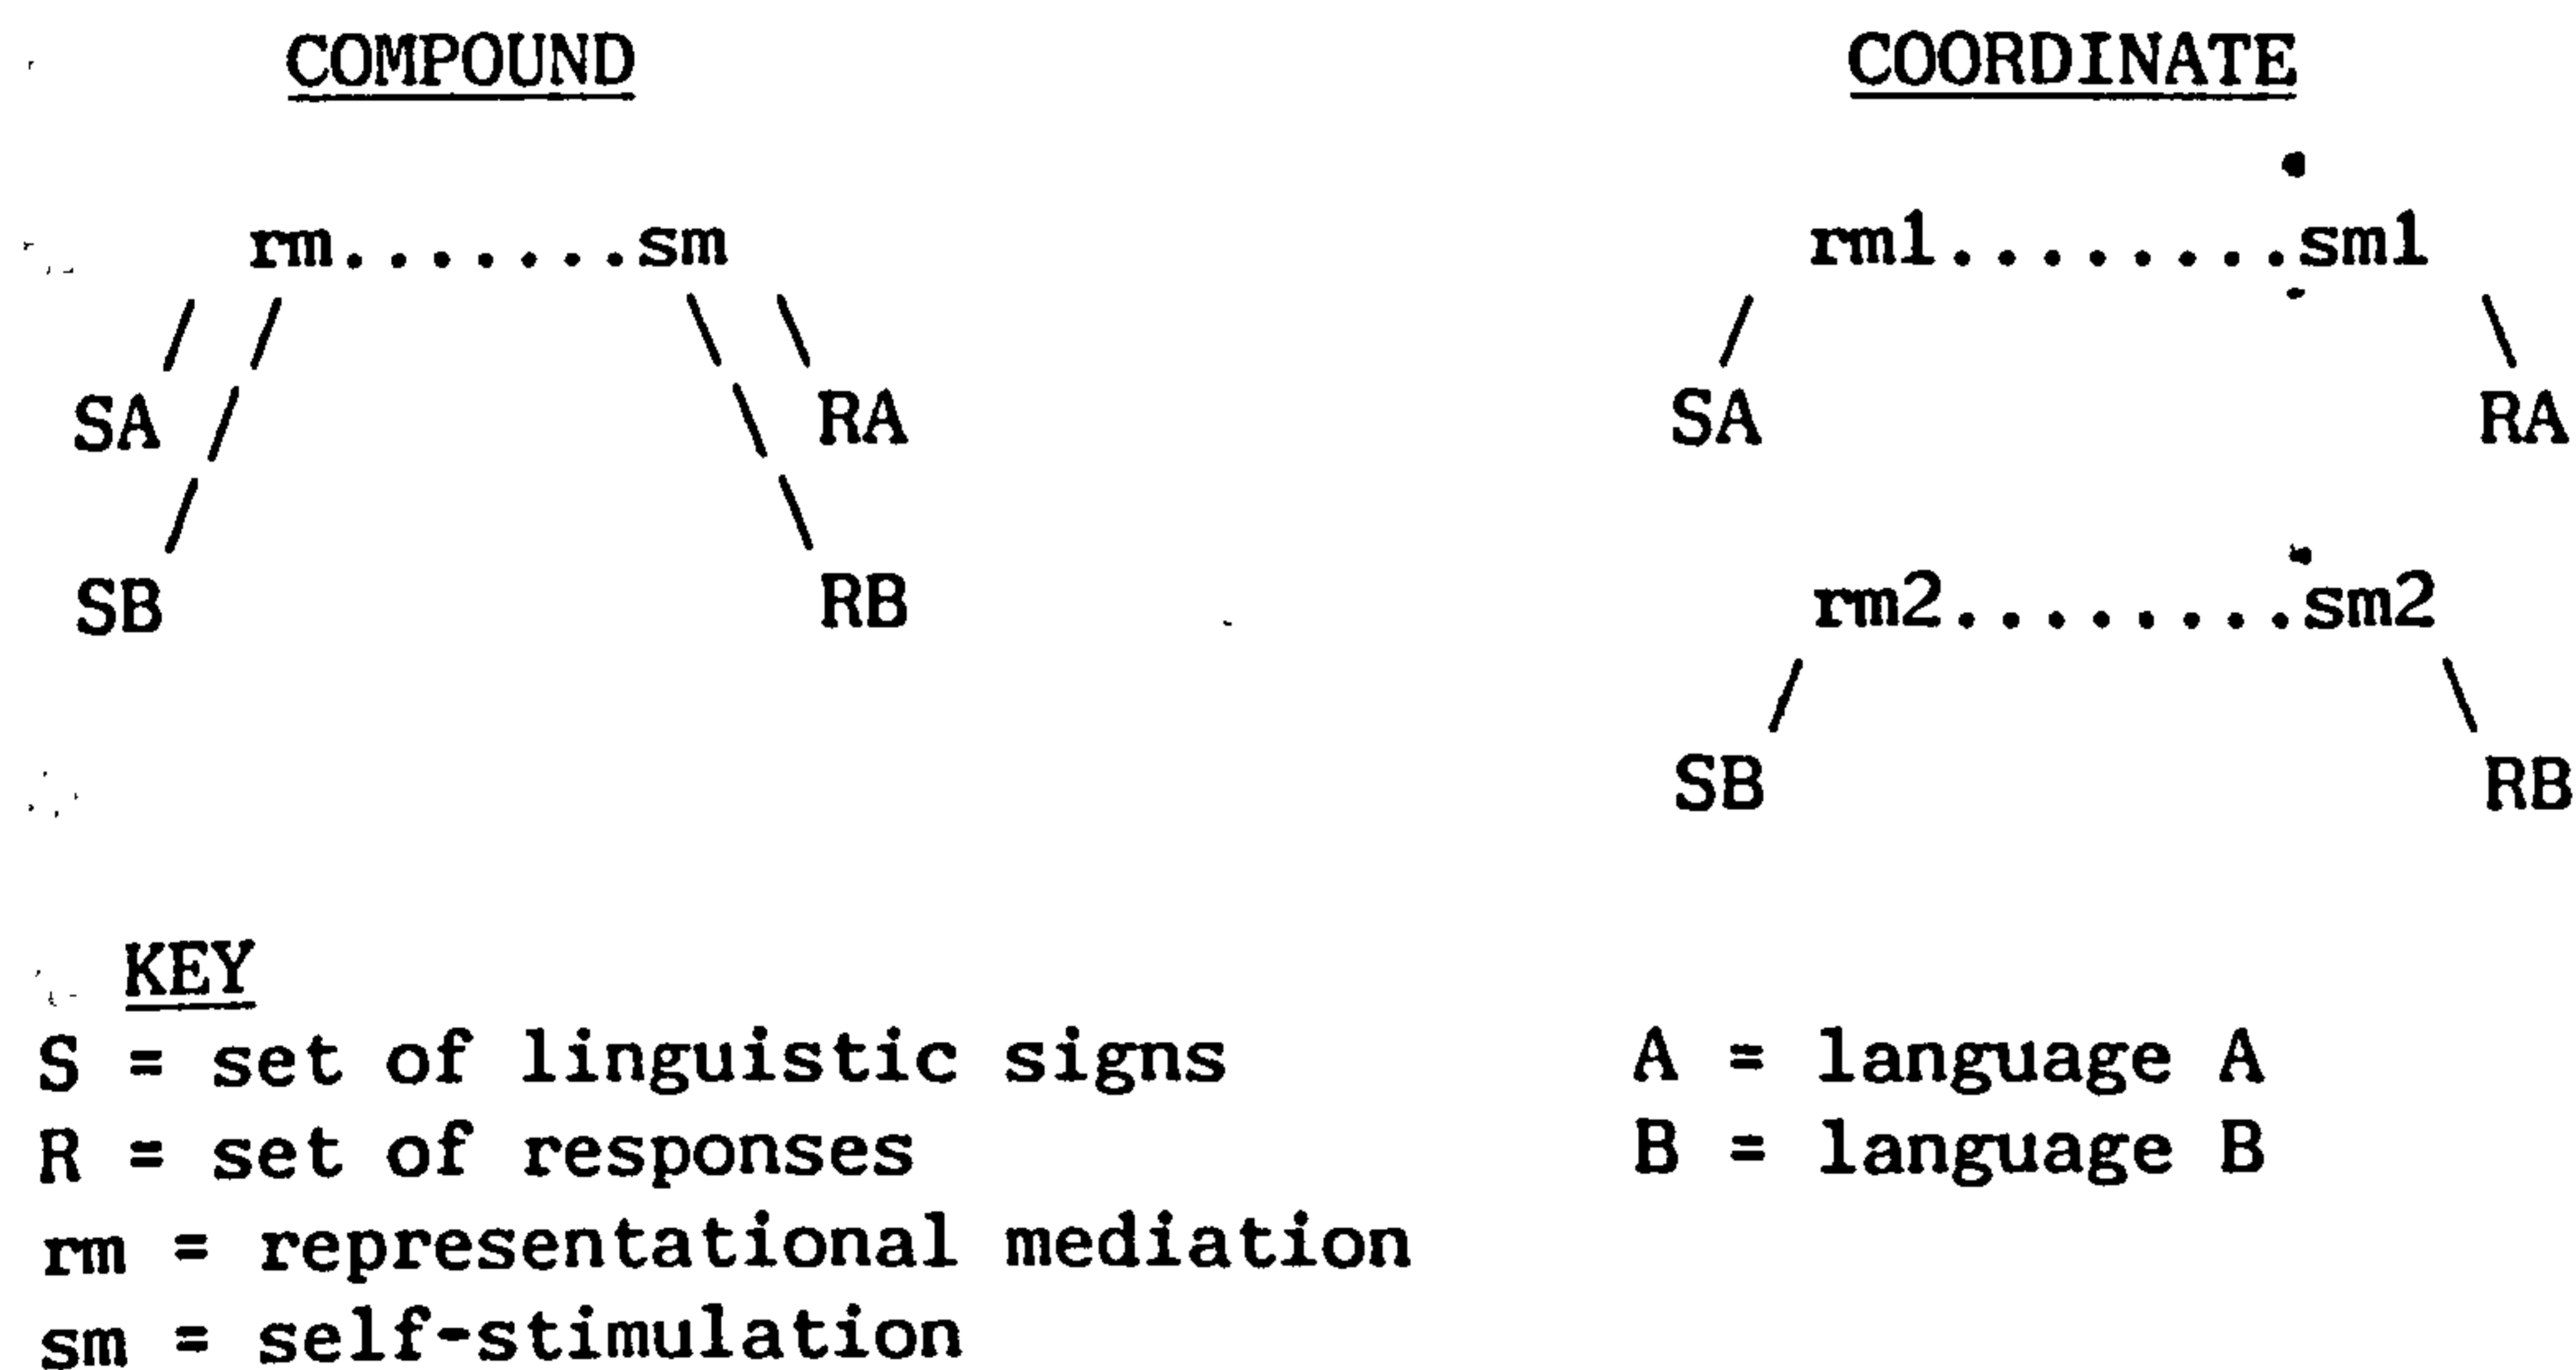 COMPOUND COORDINATE
rm.......sm rm1........sm1
SA RA SA RA
SB RB rm2........sm2
SB RB
KEY
S = set of linguistic signs A = language A
R = set of responses B = language B
rm = representational mediation
sm = self-stimulation